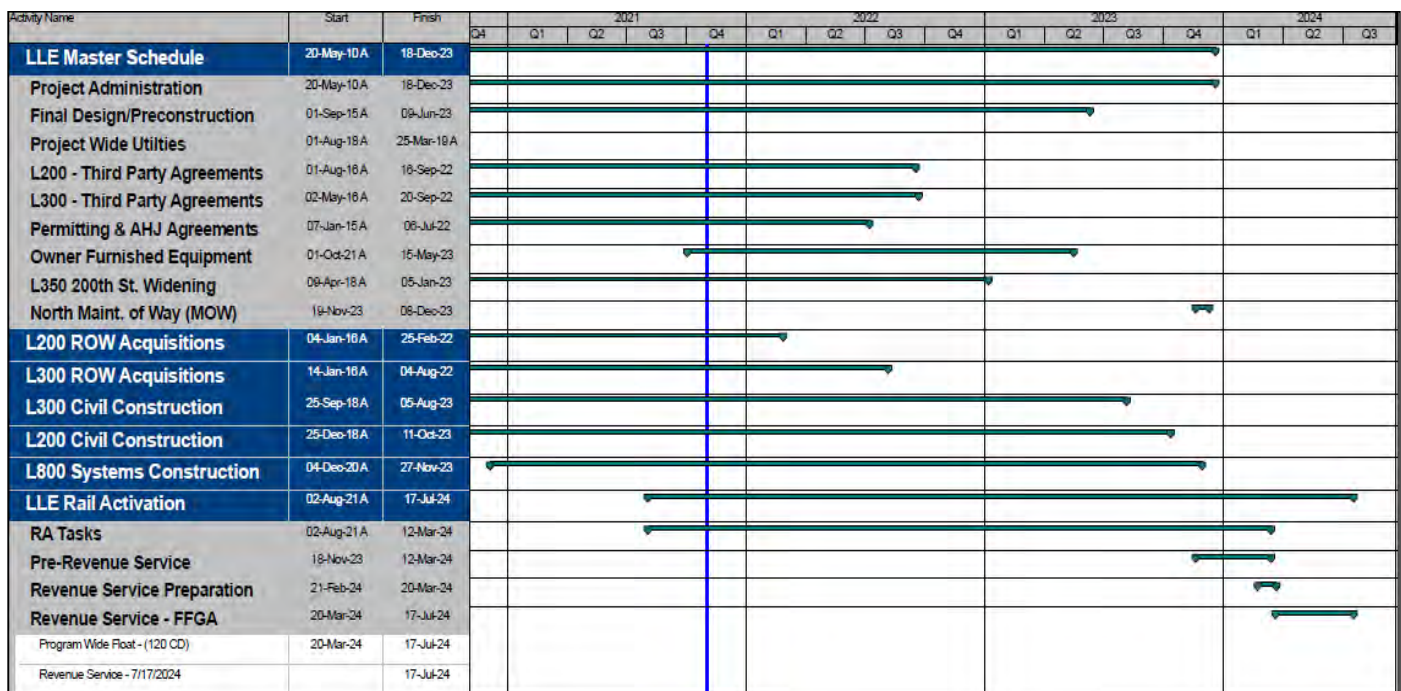 Activity Name Start Finish 2021 2022 2023 2024
Q4 Q1 Q2 Q3 Q4 Q1 Q2 Q3 Q4 Q1 Q2 Q3 Q4 Q1 Q2 Q3
LLE Master Schedule 20-May-10 A 18-Dec-23
Project Administration 20-May-10 A 18-Dec-23
Final Design/Preconstruction 01-Sep-15 A 09-Jun-23
Project Wide Utilties 01-Aug-18 A 25-Mar-19 A
L200 - Third Party Agreements 01-Aug-16 A 16-Sep-22
L300 - Third Party Agreements 02-May-16 A 20-Sep-22
Permitting & AHJ Agreements 07-Jan-15 A 06-Jul-22
Owner Furnished Equipment 01-Oct-21 A 15-May-23
L350 200th St. Widening 09-Apr-18 A 05-Jan-23
North Maint. of Way (MOW) 19-Nov-23 08-Dec-23
L200 ROW Acquisitions 04-Jan-16 A 25-Feb-22
L300 ROW Acquisitions 14-Jan-16 A 04-Aug-22
L300 Civil Construction 25-Sep-18 A 05-Aug-23
L200 Civil Construction 25-Dec-18 A 11-Oct-23
L800 Systems Construction 04-Dec-20 A 27-Nov-23
LLE Rail Activation 02-Aug-21 A 17-Jul-24
RA Tasks 02-Aug-21 A 12-Mar-24
Pre-Revenue Service 18-Nov-23 12-Mar-24
Revenue Service Preparation 21-Feb-24 20-Mar-24
Revenue Service - FFGA 20-Mar-24 17-Jul-24
Program Wide Float - (120 CD) 20-Mar-24 17-Jul-24
Revenue Service - 7/17/2024 17-Jul-24